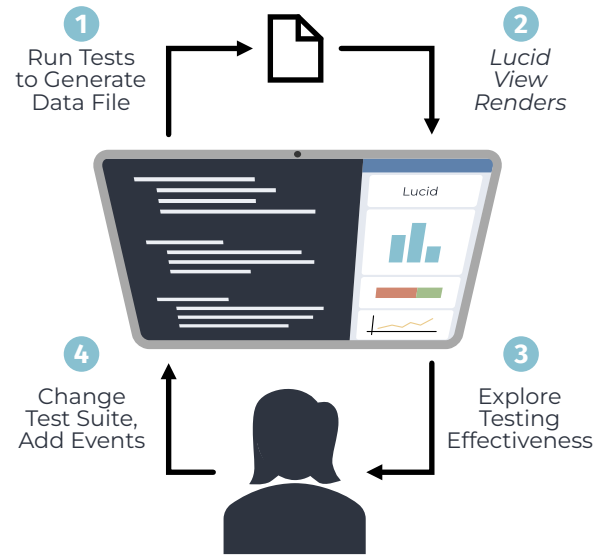 1
Run Tests
to Generate
Data File
2
Lucid
View
Renders
Lucid
3
Explore
Testing
Effectiveness
4
Change
Test Suite,
Add Events